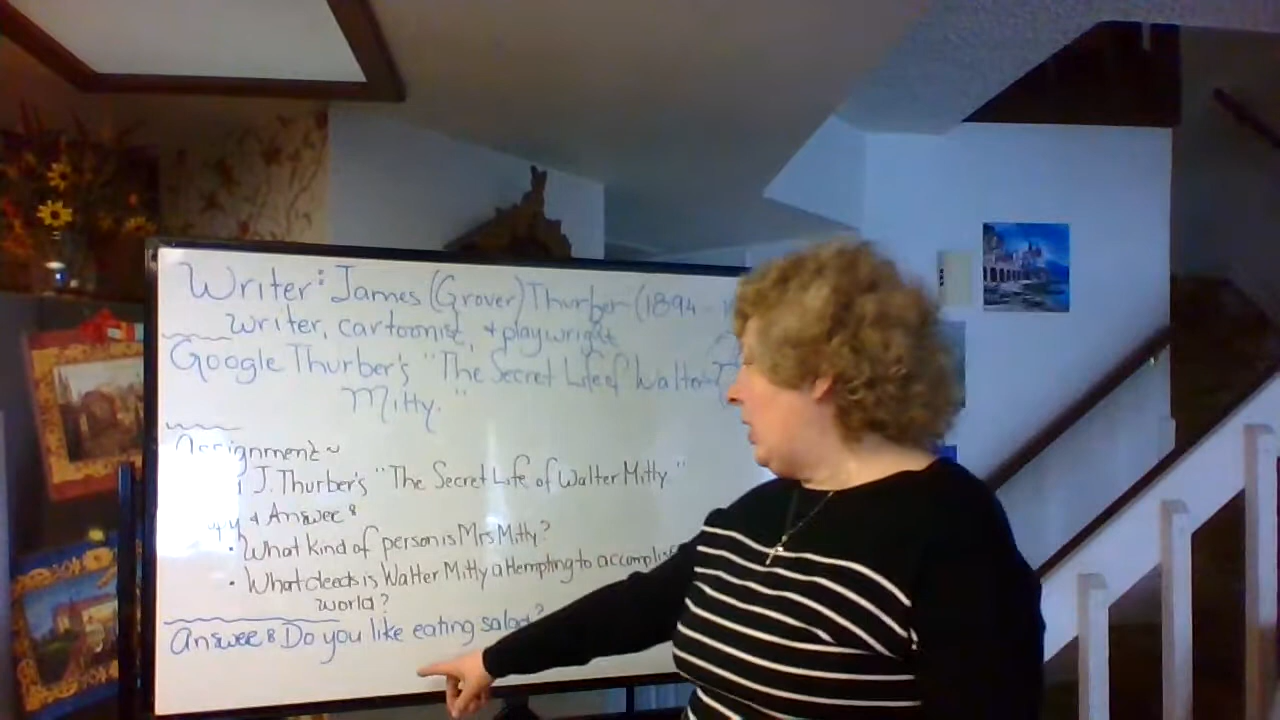 Writer: James (Grover) Thurber (1894 -
writer, cartoonist, + playwright
Google Thurber's "The Secret Life of Walter
Mitty."
Assignment ~
J. Thurber's "The Secret Life of Walter Mitty"
& Answer:
• What kind of person is Mrs Mitty?
• What deeds is Walter Mitty attempting to
world?
Answer: Do you like eating salad?